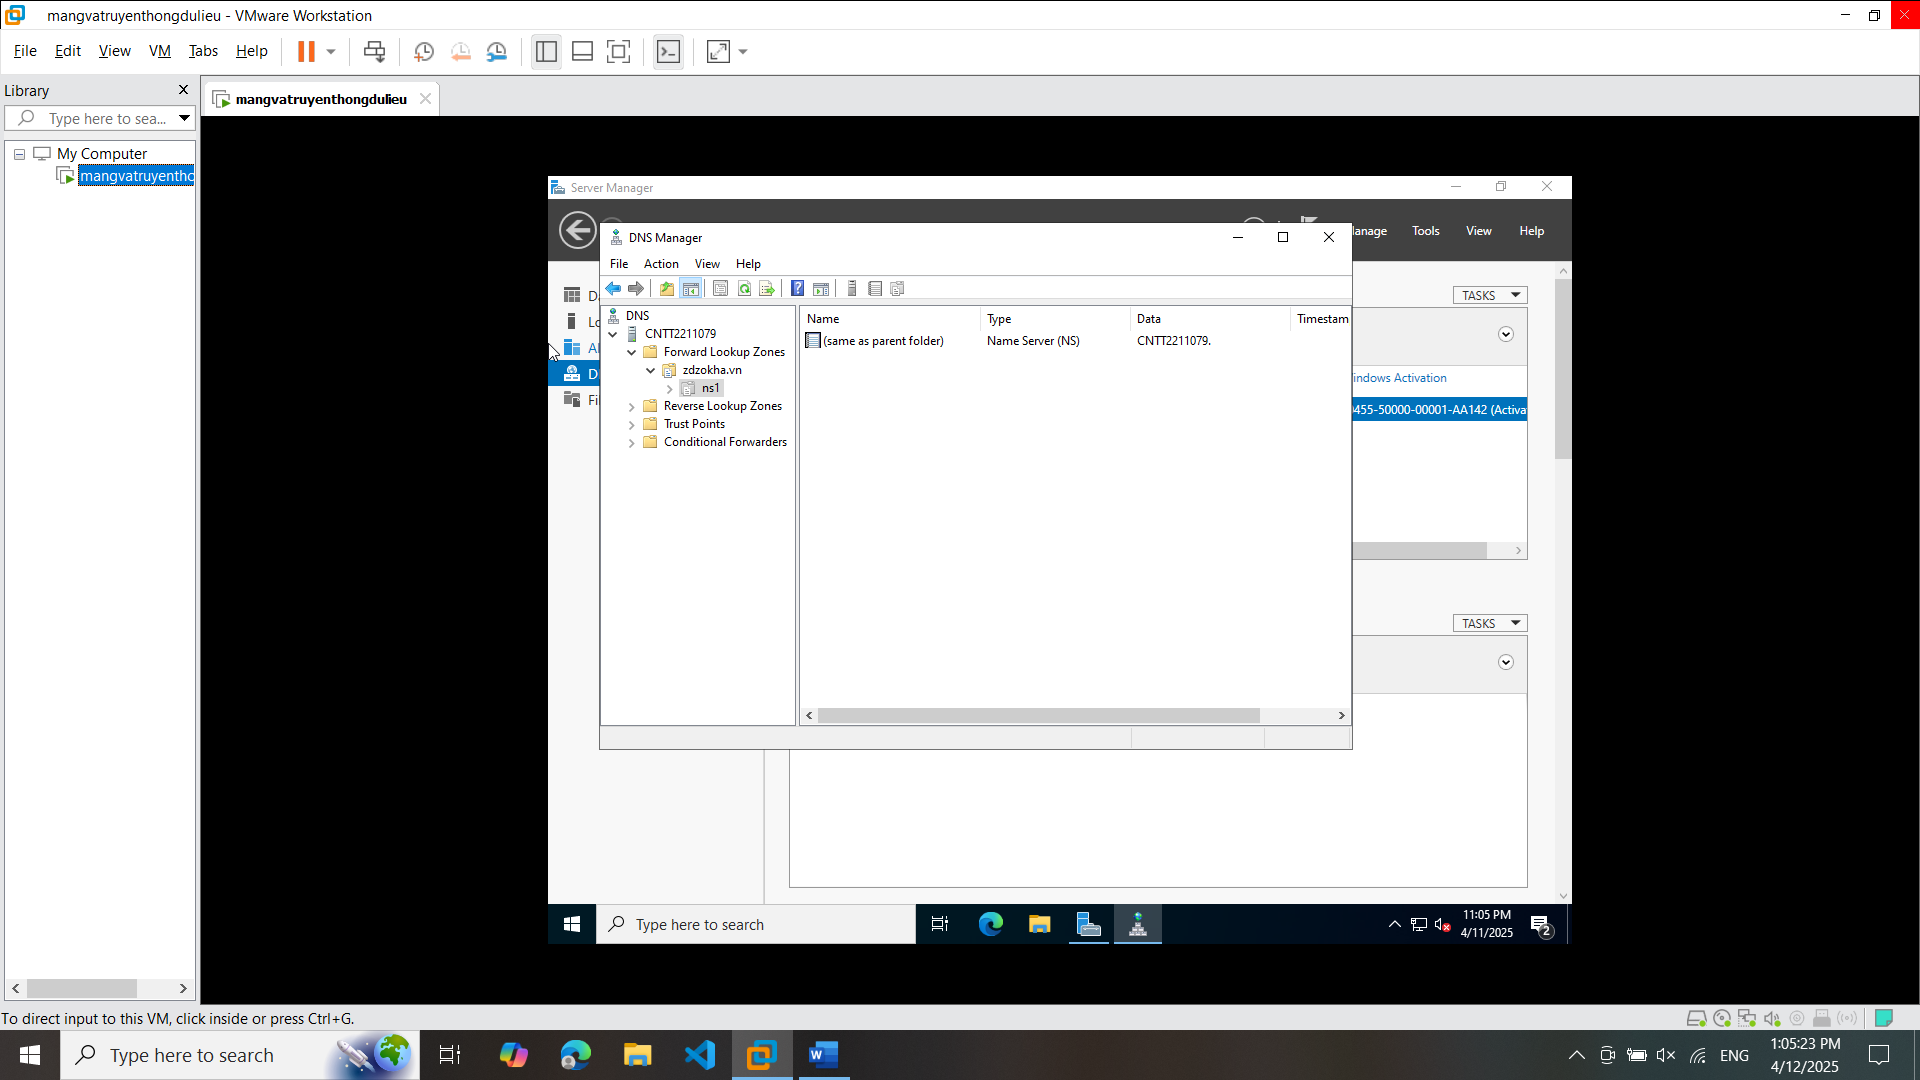 mangvatruyenthongdulieu - VMware Workstation
File Edit View VM Tabs Help
Library
Type here to sea...
My Computer
mangvatruyenthc
mangvatruyenthongdulieu
Server Manager
Manage Tools View Help
DNS Manager
File Action View Help
DNS
CNTT2211079
Forward Lookup Zones
zdzokha.vn
ns1
Reverse Lookup Zones
Trust Points
Conditional Forwarders
Name Type Data Timestam
(same as parent folder) Name Server (NS) CNTT2211079.
TASKS
indows Activation
0455-50000-00001-AA142 (Activa
TASKS
Type here to search
11:05 PM
4/11/2025
2
To direct input to this VM, click inside or press Ctrl+G.
Type here to search
ENG
1:05:23 PM
4/12/2025